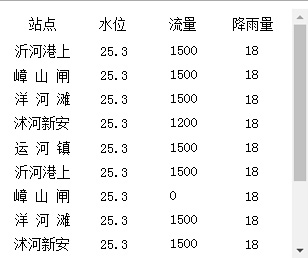 站点 水位 流量 降雨量
沂河港上 25.3 1500 18
嶂 山 闸 25.3 1500 18
洋 河 滩 25.3 1500 18
沭河新安 25.3 1200 18
运 河 镇 25.3 1500 18
沂河港上 25.3 1500 18
嶂 山 闸 25.3 0 18
洋 河 滩 25.3 1500 18
沭河新安 25.3 1500 18